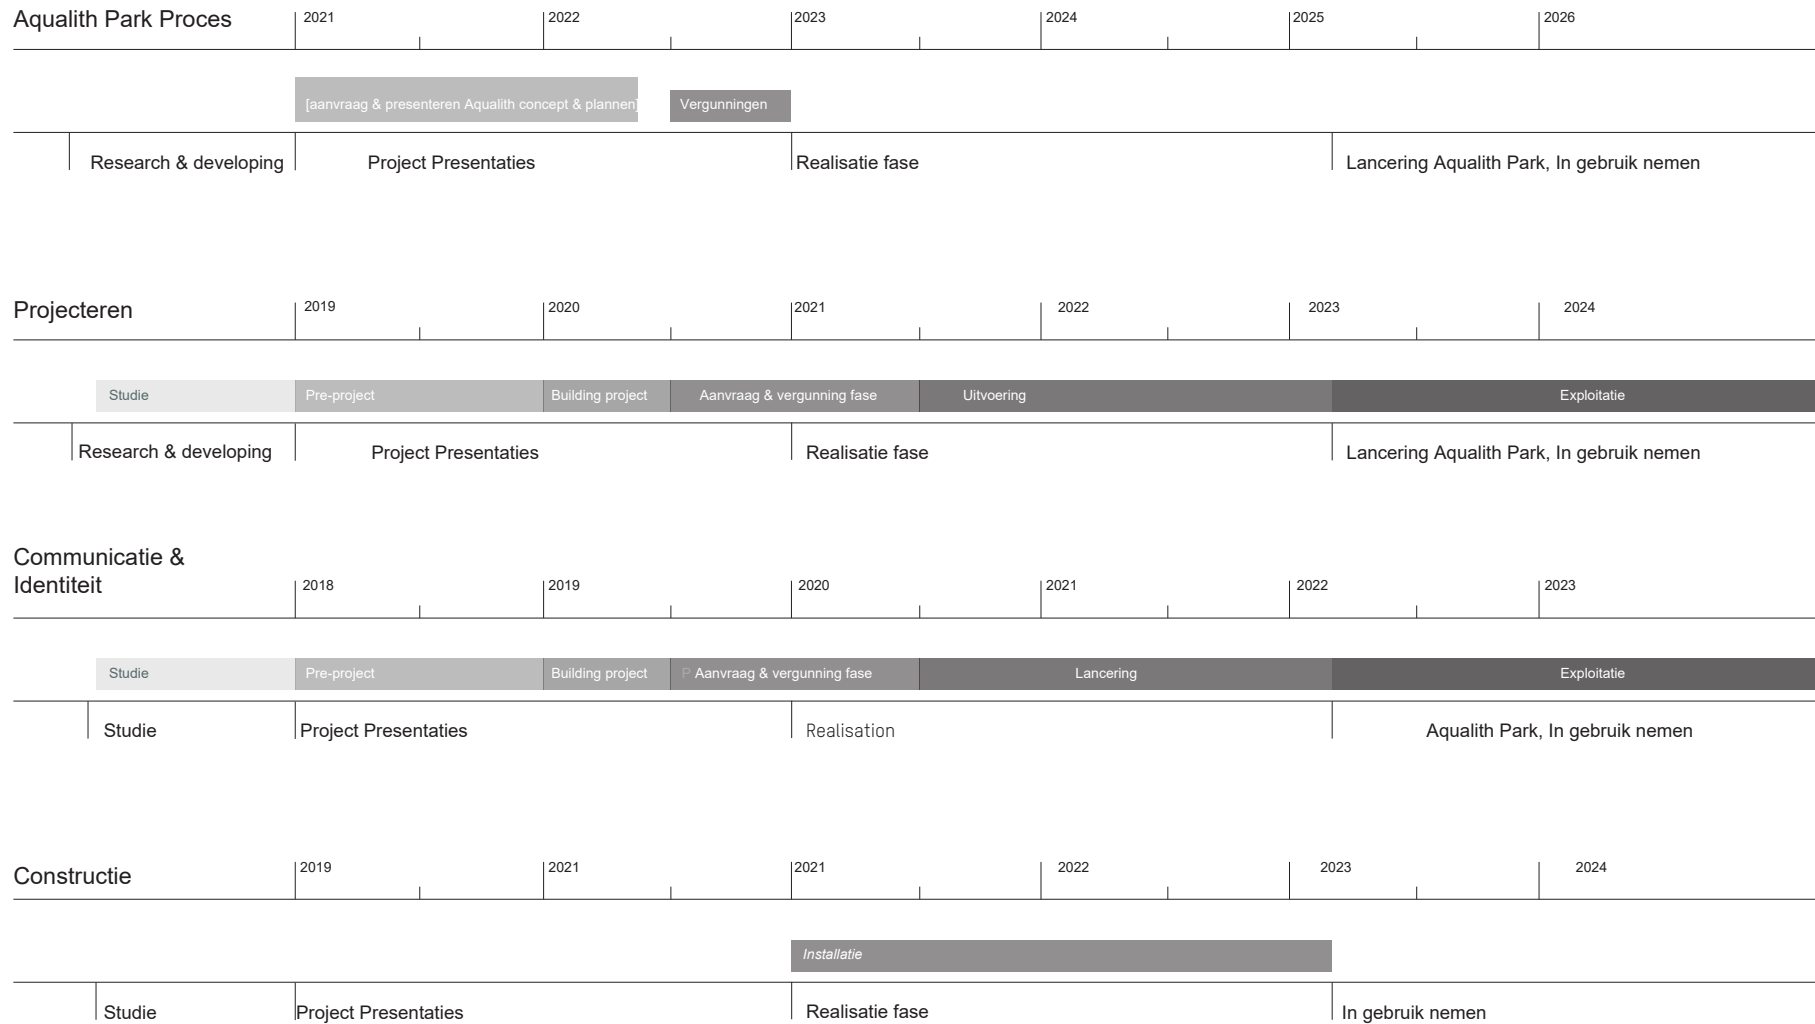 Aqualith Park Proces
2021 2022 2023 2024 2025 2026
[aanvraag & presenteren Aqualith concept & plannen] Vergunningen
Research & developing Project Presentaties Realisatie fase Lancering Aqualith Park, In gebruik nemen
Projecteren
2019 2020 2021 2022 2023 2024
Studie Pre-project Building project Aanvraag & vergunning fase Uitvoering Exploitatie
Research & developing Project Presentaties Realisatie fase Lancering Aqualith Park, In gebruik nemen
Communicatie &
Identiteit
2018 2019 2020 2021 2022 2023
Studie Pre-project Building project P Aanvraag & vergunning fase Lancering Exploitatie
Studie Project Presentaties Realisation Aqualith Park, In gebruik nemen
Constructie
2019 2021 2021 2022 2023 2024
Installatie
Studie Project Presentaties Realisatie fase In gebruik nemen